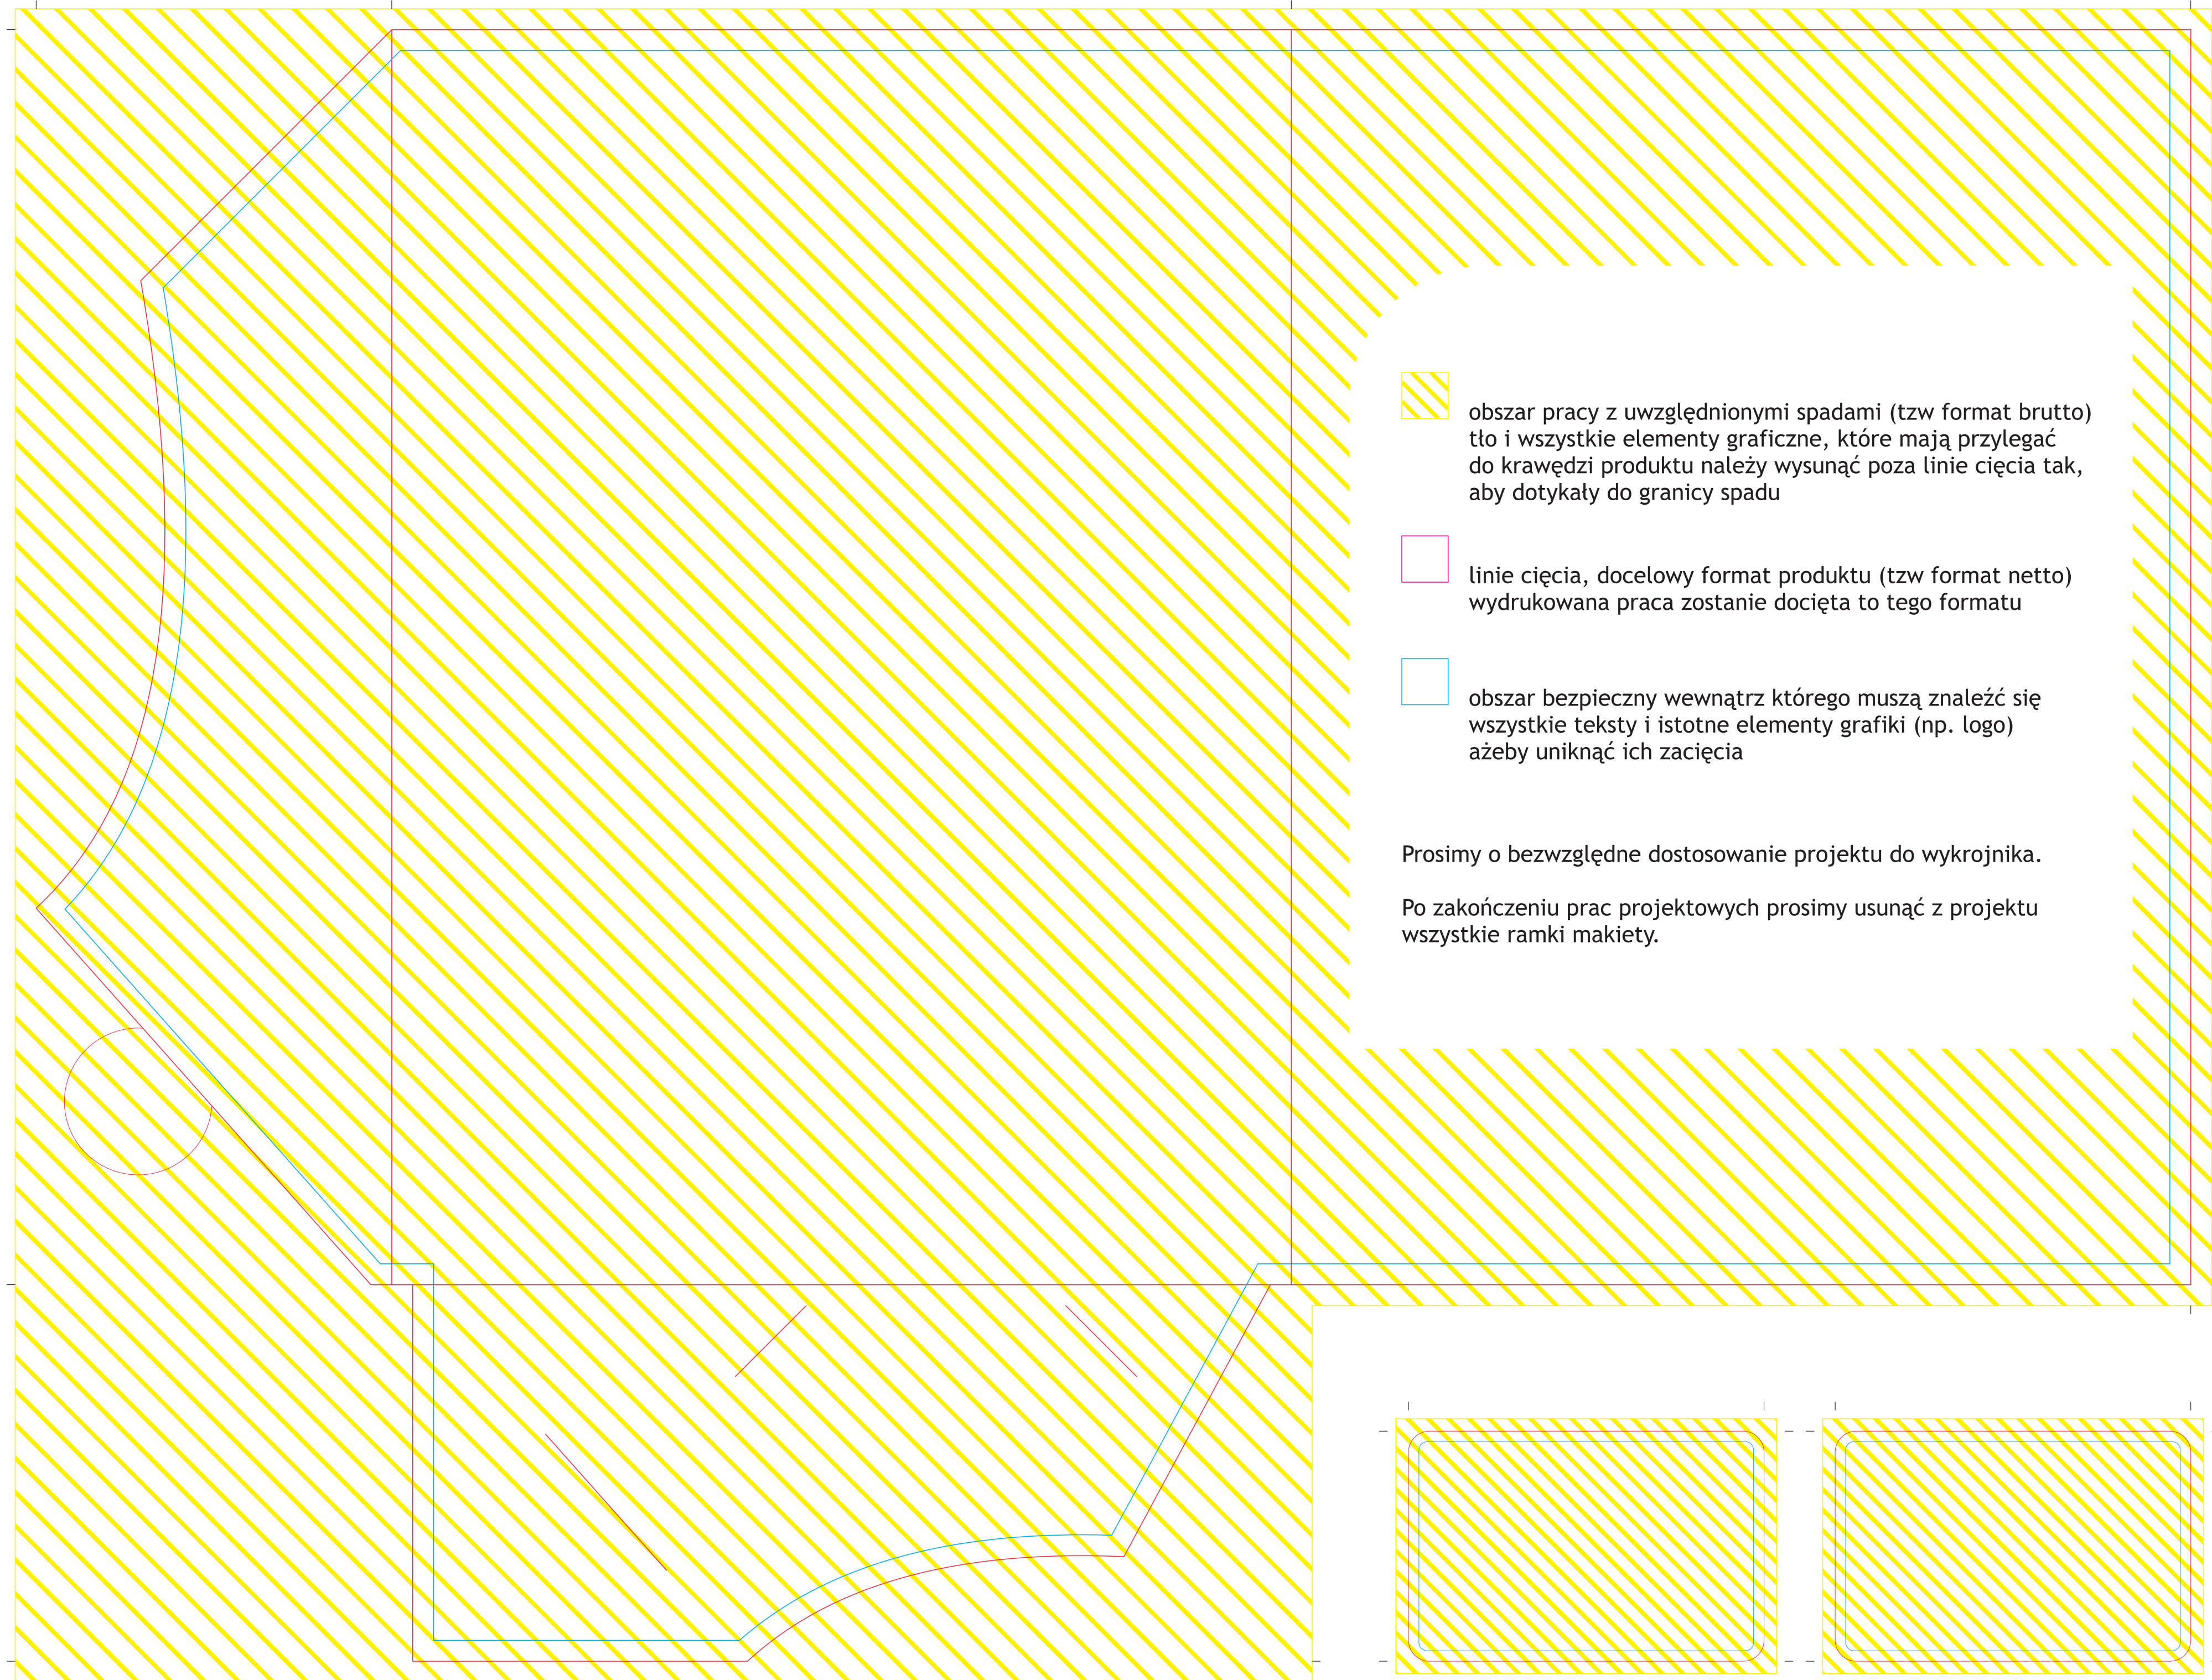 obszar pracy z uwzględnionymi spadami (tzw format brutto)
tło i wszystkie elementy graficzne, które mają przylegać
do krawędzi produktu należy wysunąć poza linie cięcia tak,
aby dotykały do granicy spadu
linie cięcia, docelowy format produktu (tzw format netto)
wydrukowana praca zostanie docięta to tego formatu
obszar bezpieczny wewnątrz którego muszą znaleźć się
wszystkie teksty i istotne elementy grafiki (np. logo)
ażeby uniknąć ich zacięcia
Prosimy o bezwzględne dostosowanie projektu do wykrojnika.
Po zakończeniu prac projektowych prosimy usunąć z projektu
wszystkie ramki makiety.